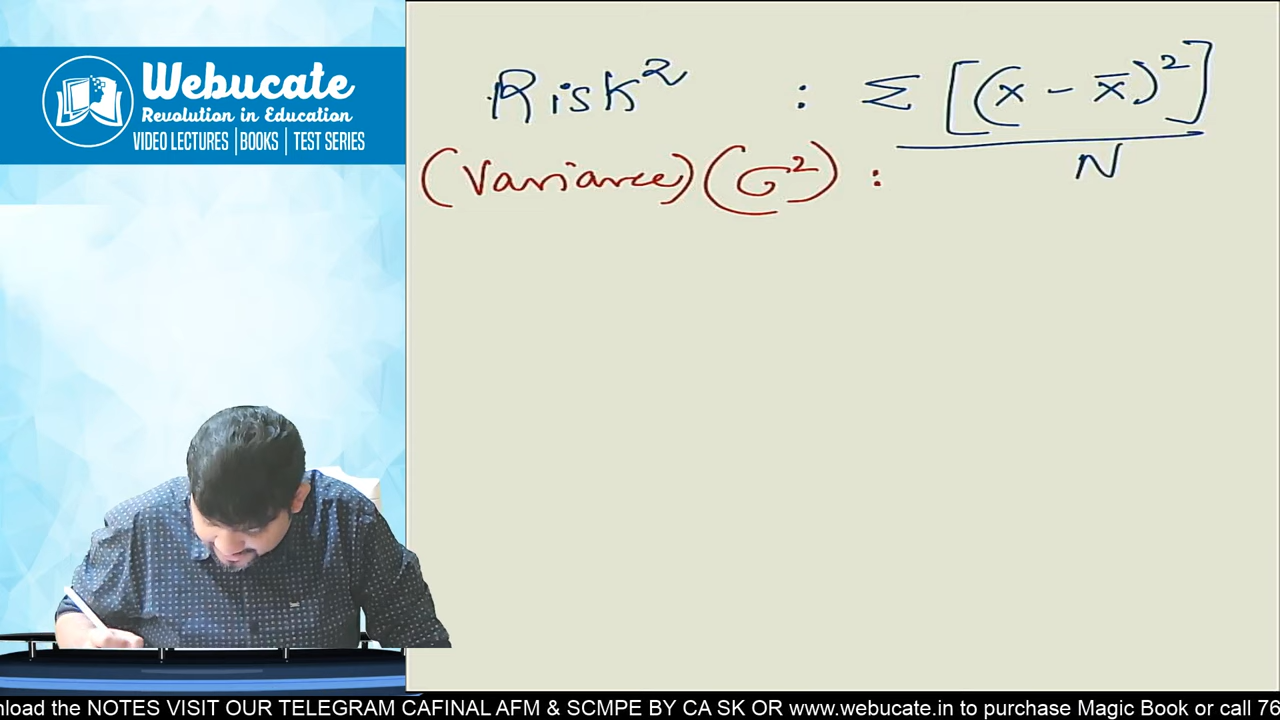 Webucate
Revolution in Education
VIDEO LECTURES | BOOKS | TEST SERIES
Risk² : Σ [(x - x̄)²]
N
(Variance) (σ²) :
nload the NOTES VISIT OUR TELEGRAM CAFINAL AFM & SCMPE BY CA SK OR www.webucate.in to purchase Magic Book or call 76